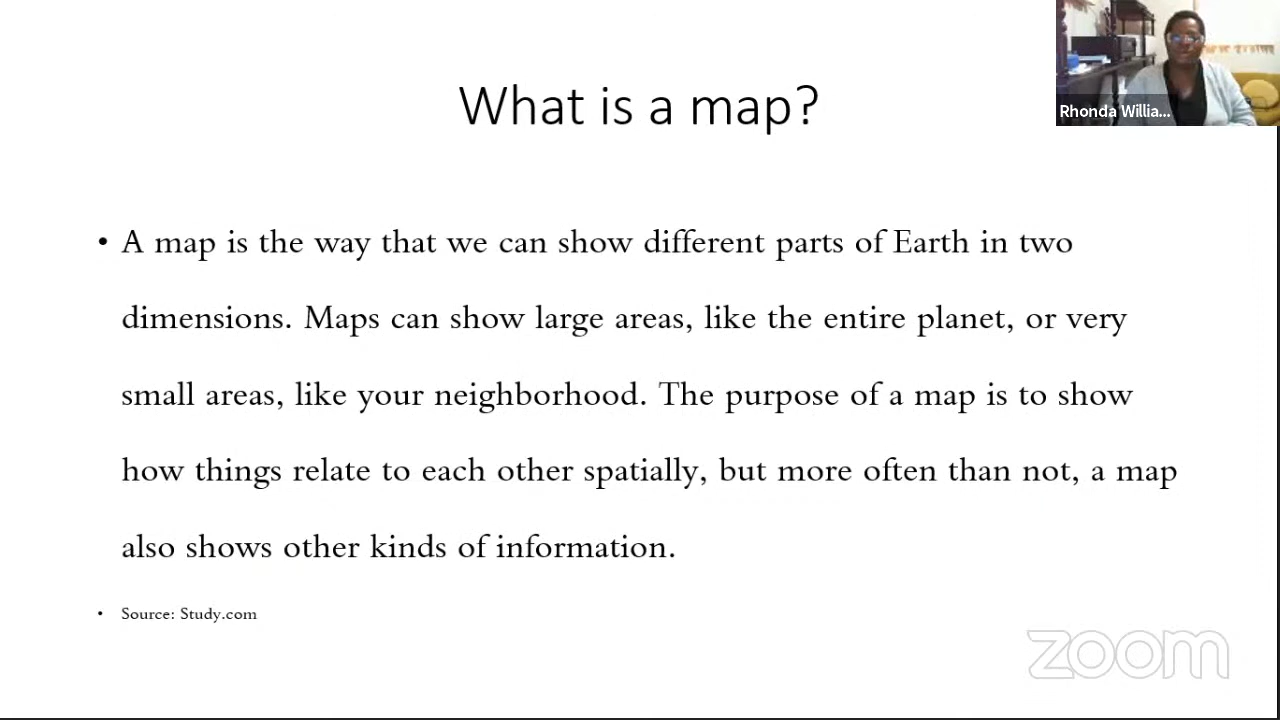 What is a map?
Rhonda Willia...
• A map is the way that we can show different parts of Earth in two
dimensions. Maps can show large areas, like the entire planet, or very
small areas, like your neighborhood. The purpose of a map is to show
how things relate to each other spatially, but more often than not, a map
also shows other kinds of information.
• Source: Study.com
zoom